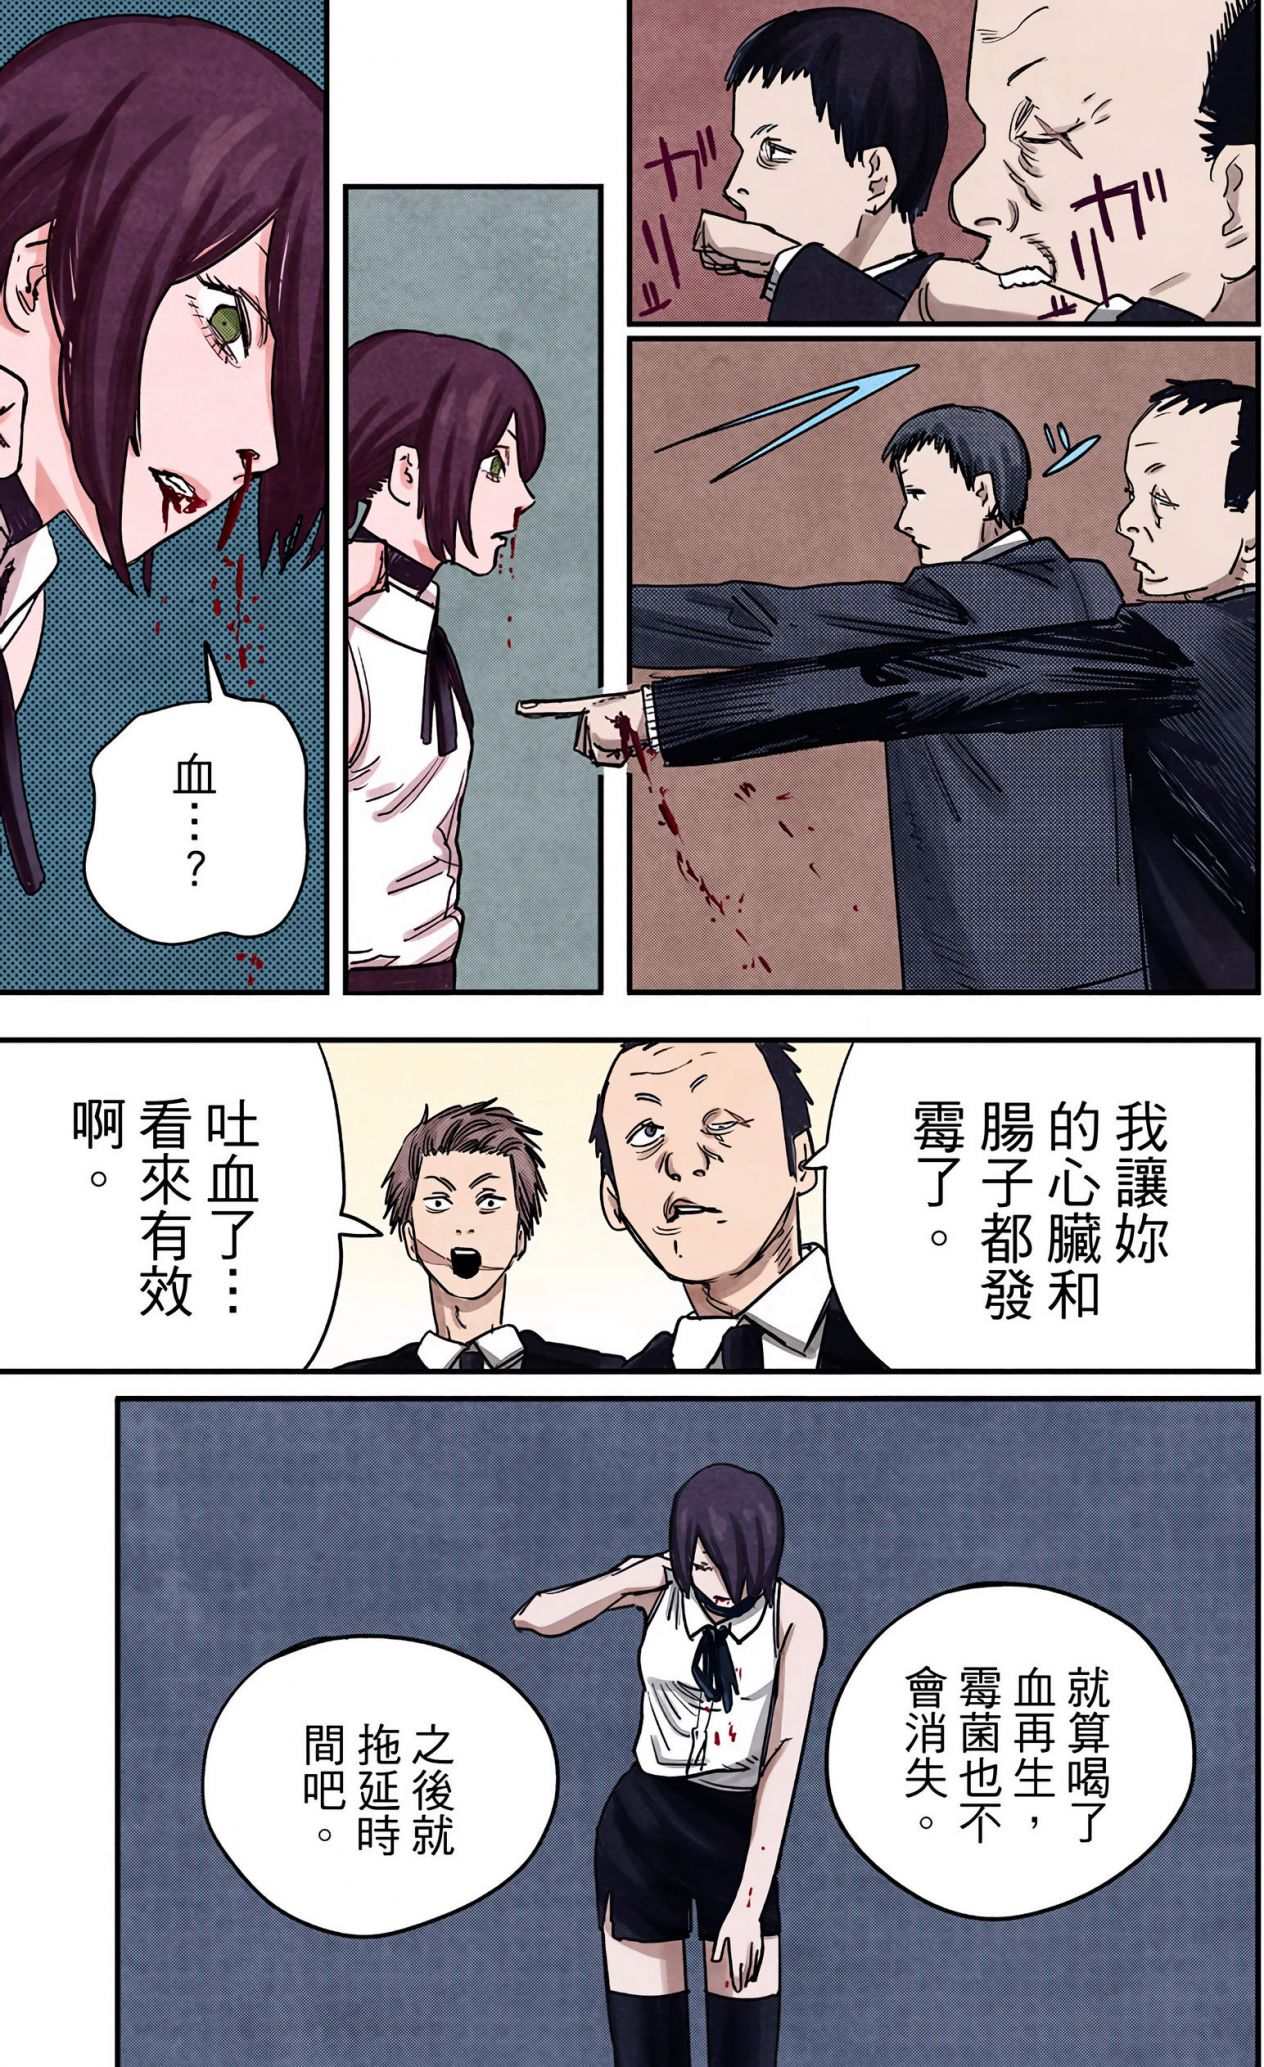 ガリッ
ガリッ
血…?
我讓妳
的心臟和
腸子都發
霉了。
吐血了…
看來有效
啊。
就算喝了
血再生，
霉菌也不
會消失。
之後就
拖延時
間吧。